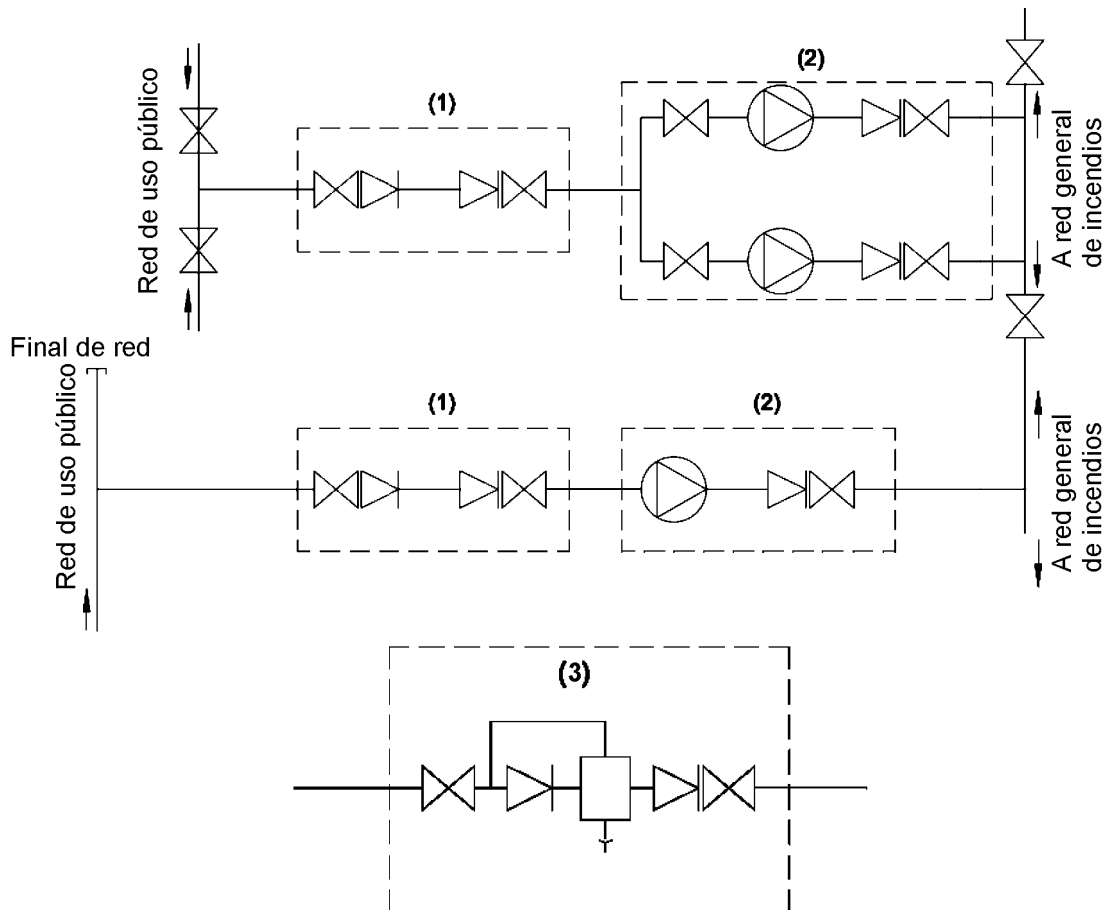 (1)
(2)
Red de uso público
A red general
de incendios
Final de red
Red de uso público
(1)
(2)
A red general
de incendios
(3)